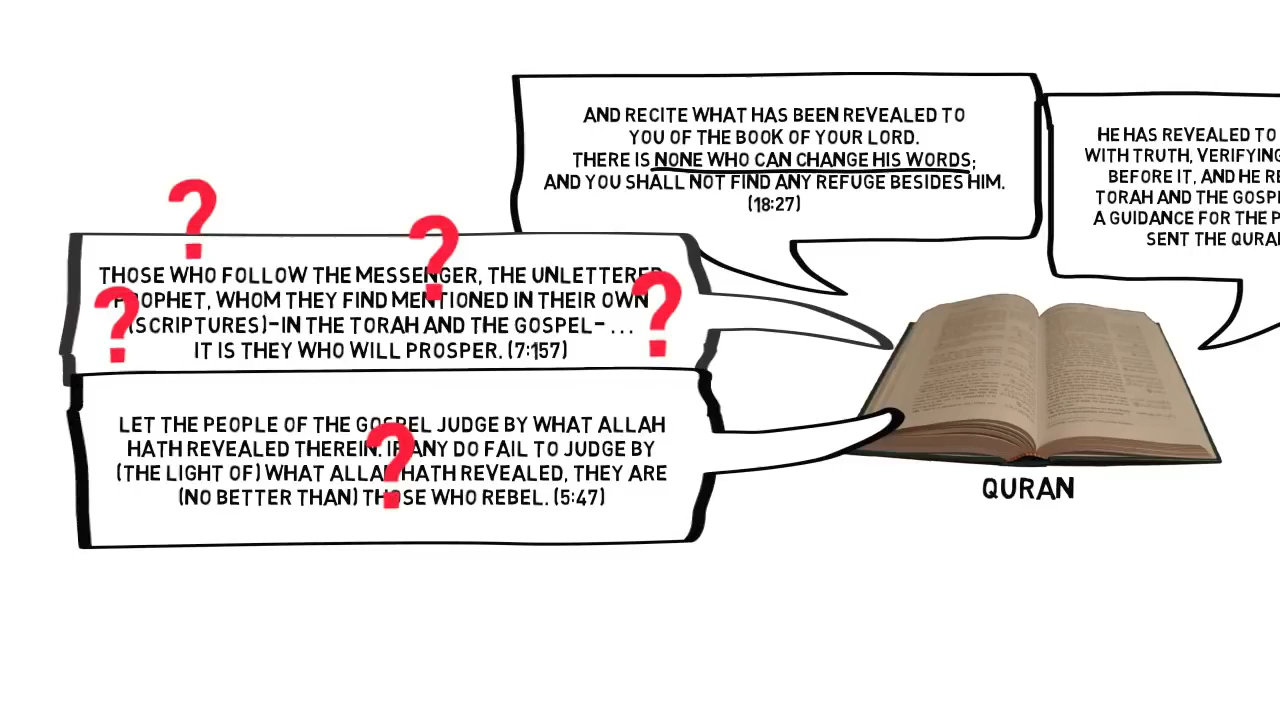 AND RECITE WHAT HAS BEEN REVEALED TO
YOU OF THE BOOK OF YOUR LORD.
THERE IS NONE WHO CAN CHANGE HIS WORDS;
AND YOU SHALL NOT FIND ANY REFUGE BESIDES HIM.
(18:27)
HE HAS REVEALED TO
WITH TRUTH, VERIFYING
BEFORE IT, AND HE RE
TORAH AND THE GOSP
A GUIDANCE FOR THE P
SENT THE QURA
? ? ? ?
THOSE WHO FOLLOW THE MESSENGER, THE UNLETTERED
PROPHET, WHOM THEY FIND MENTIONED IN THEIR OWN
(SCRIPTURES)-IN THE TORAH AND THE GOSPEL- ...
IT IS THEY WHO WILL PROSPER. (7:157)
?
LET THE PEOPLE OF THE GOSPEL JUDGE BY WHAT ALLAH
HATH REVEALED THEREIN. IF ANY DO FAIL TO JUDGE BY
(THE LIGHT OF) WHAT ALLAH HATH REVEALED, THEY ARE
(NO BETTER THAN) THOSE WHO REBEL. (5:47)
QURAN